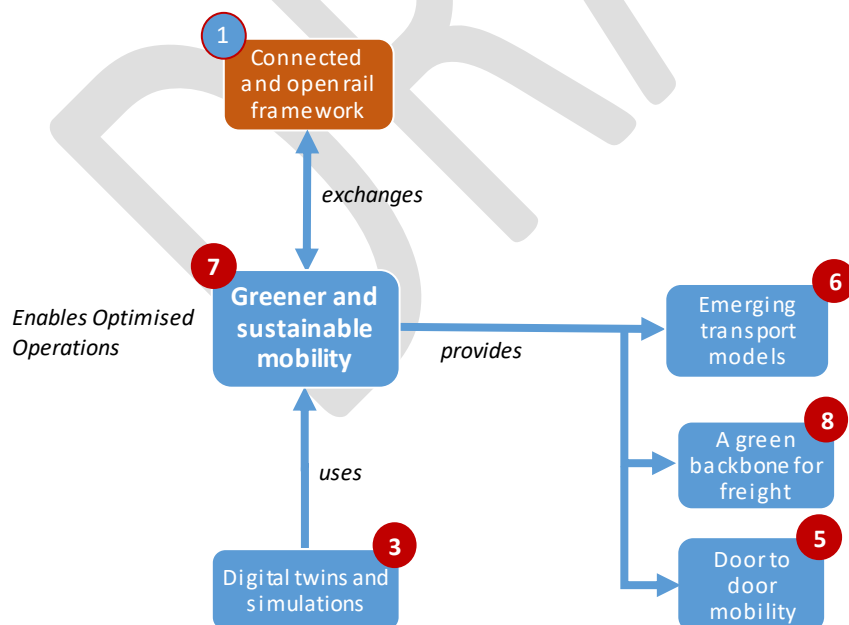 1
Connected
and open rail
framework
exchanges
7
Greener and
sustainable
mobility
Enables Optimised
Operations
provides
6
Emerging
transport
models
8
A green
backbone for
freight
uses
3
Digital twins and
simulations
5
Door to
door
mobility